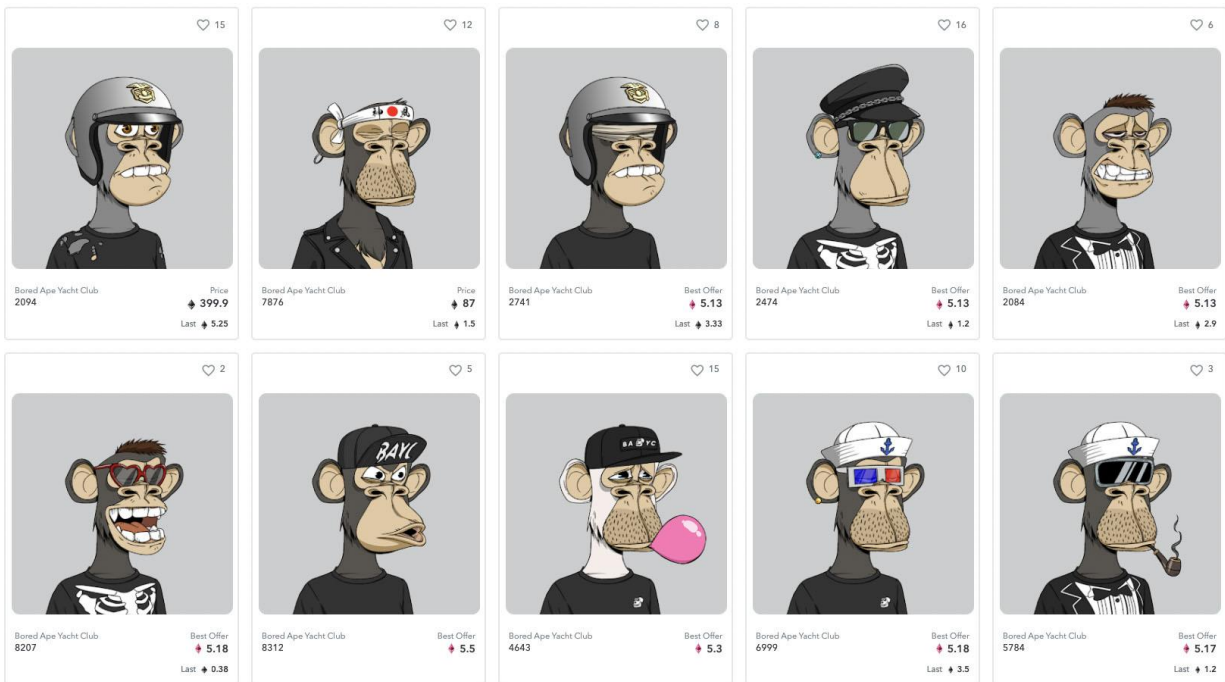 15
12
8
16
6
神 風
Bored Ape Yacht Club Price
2094 399.9
Last 5.25
Bored Ape Yacht Club Price
7876 87
Last 1.5
Bored Ape Yacht Club Best Offer
2741 5.13
Last 3.33
Bored Ape Yacht Club Best Offer
2474 5.13
Last 1.2
Bored Ape Yacht Club Best Offer
2084 5.13
Last 2.9
2
5
15
10
3
BAYC
BA YC
Bored Ape Yacht Club Best Offer
8207 5.18
Last 0.38
Bored Ape Yacht Club Best Offer
8312 5.5
Bored Ape Yacht Club Best Offer
4643 5.3
Bored Ape Yacht Club Best Offer
6999 5.18
Last 3.5
Bored Ape Yacht Club Best Offer
5784 5.17
Last 1.2